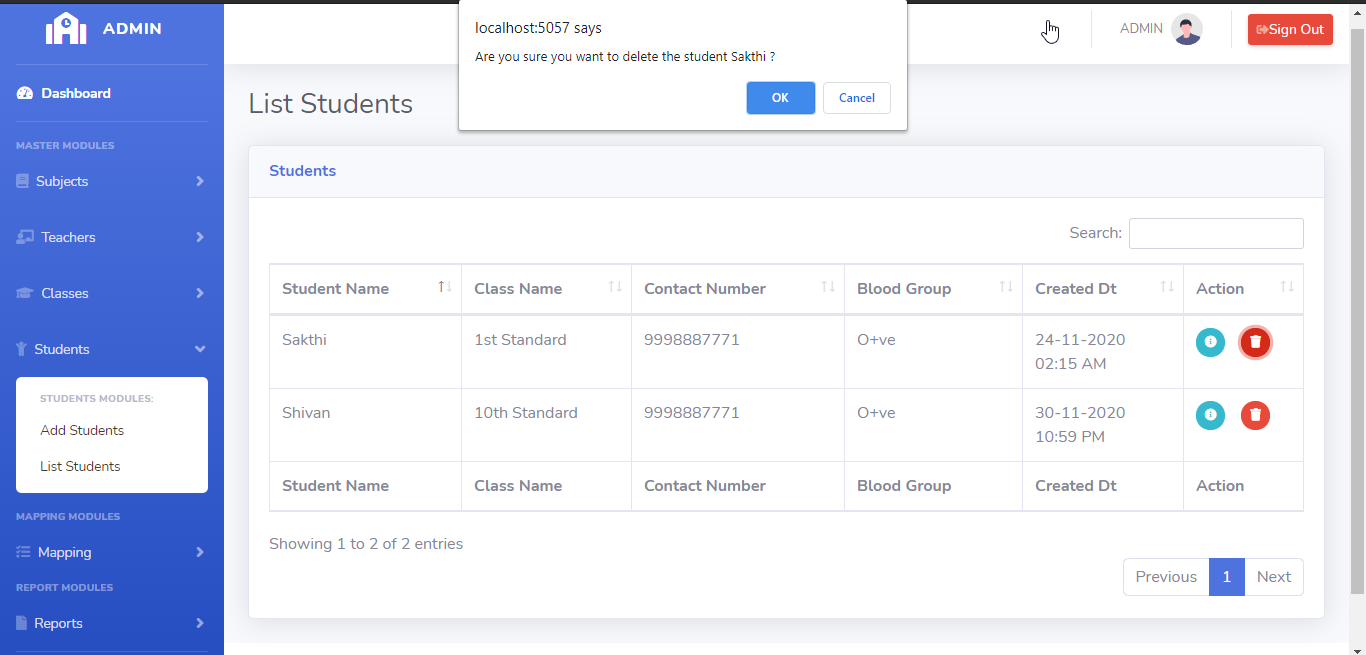 localhost:5057 says
Are you sure you want to delete the student Sakthi ?
OK Cancel
ADMIN
ADMIN Sign Out
Dashboard
MASTER MODULES
Subjects
Teachers
Classes
Students
STUDENTS MODULES:
Add Students
List Students
MAPPING MODULES
Mapping
REPORT MODULES
Reports
List Students
Students
Search:
Student Name Class Name Contact Number Blood Group Created Dt Action
Sakthi 1st Standard 9998887771 O+ve 24-11-2020
02:15 AM
Shivan 10th Standard 9998887771 O+ve 30-11-2020
10:59 PM
Student Name Class Name Contact Number Blood Group Created Dt Action
Showing 1 to 2 of 2 entries
Previous 1 Next